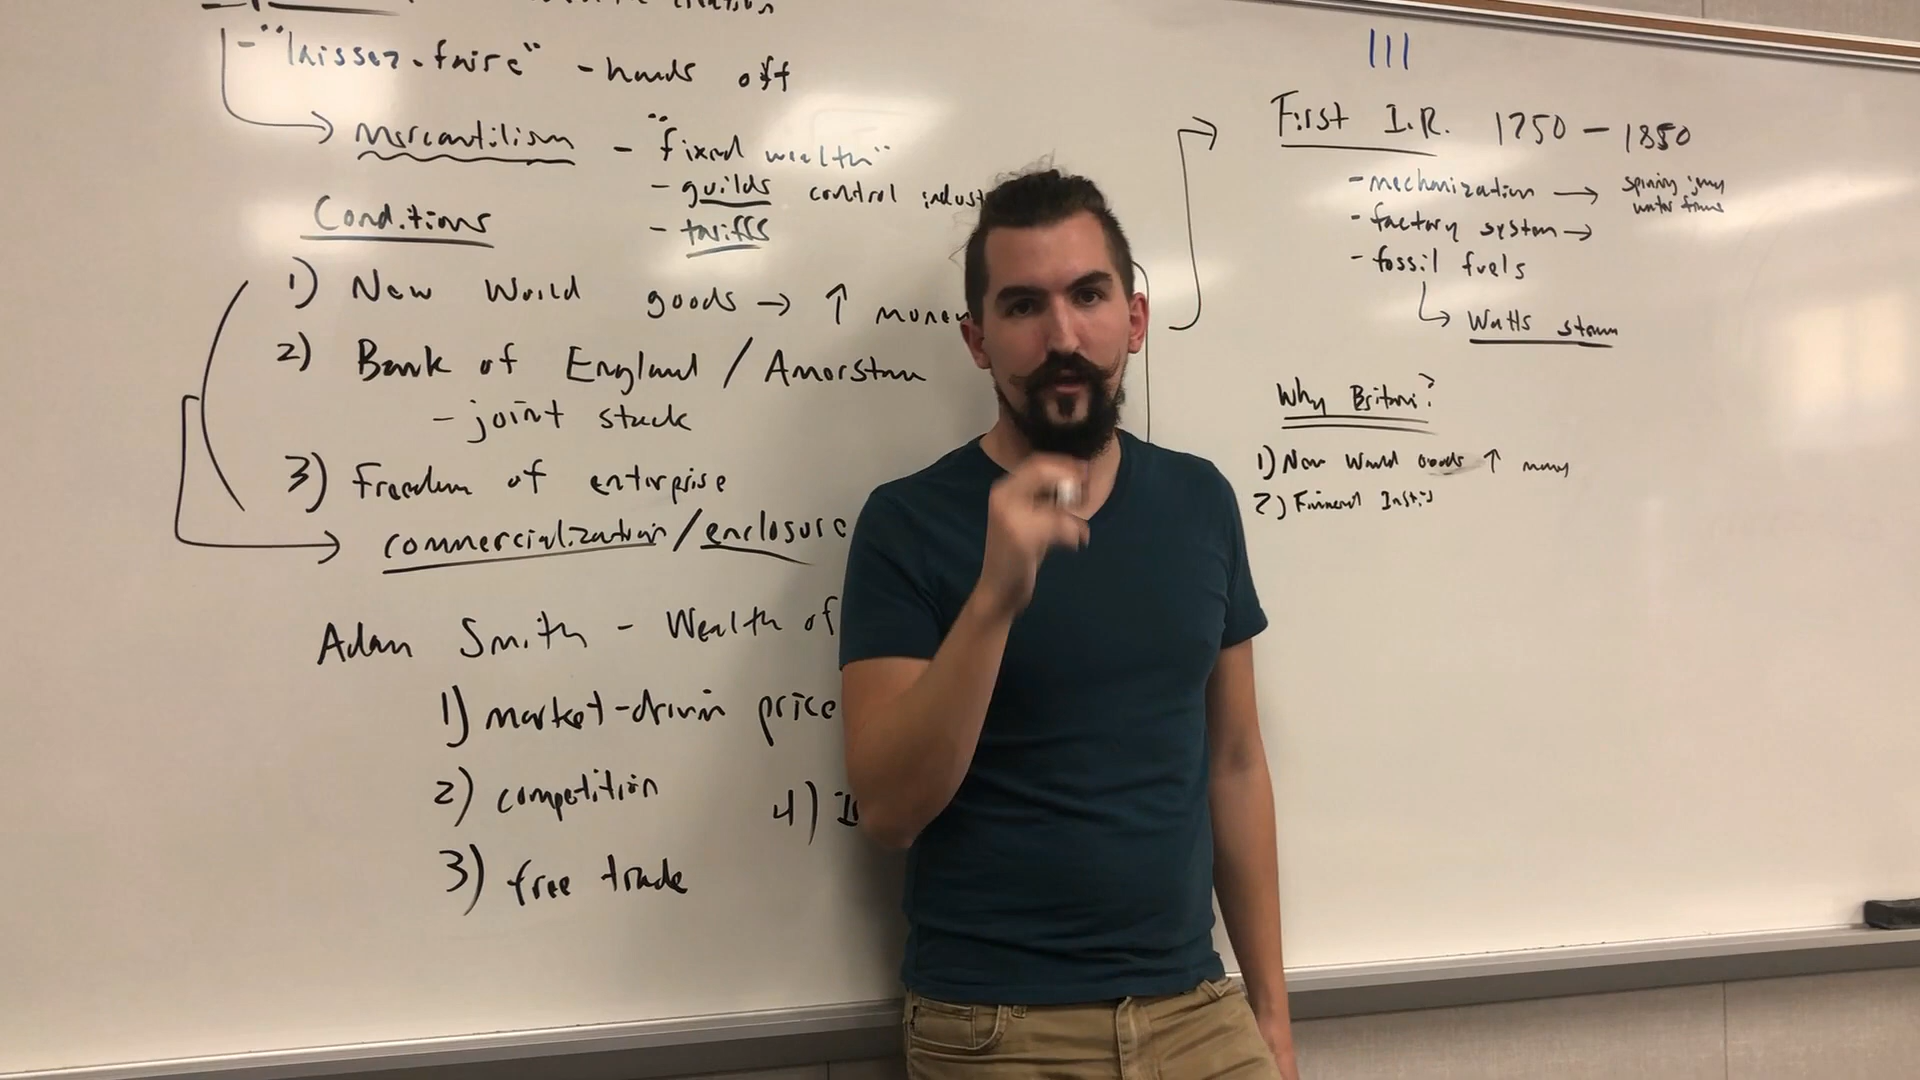 - "laissez-faire" - hands off
mercantilism - "fixed wealth"
- guilds control indust
- tariffs
Conditions
1) New World goods → ↑ money
2) Bank of England / Amorstam
- joint stock
3) Freedom of enterprise
commercialization / enclosure
Adam Smith - Wealth of
1) market-driven price
2) competition
3) free trade
4)
III
First I.R. 1750 - 1850
- mechanization → spinning jenny
water frame
- factory system →
- fossil fuels
Watts steam
Why Britain?
1) New World Goods ↑ money
2) Financial Insti